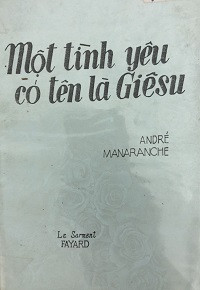 Một tình yêu
có tên là Giêsu
ANDRÉ
MANARANCHE
Le Sarment
FAYARD